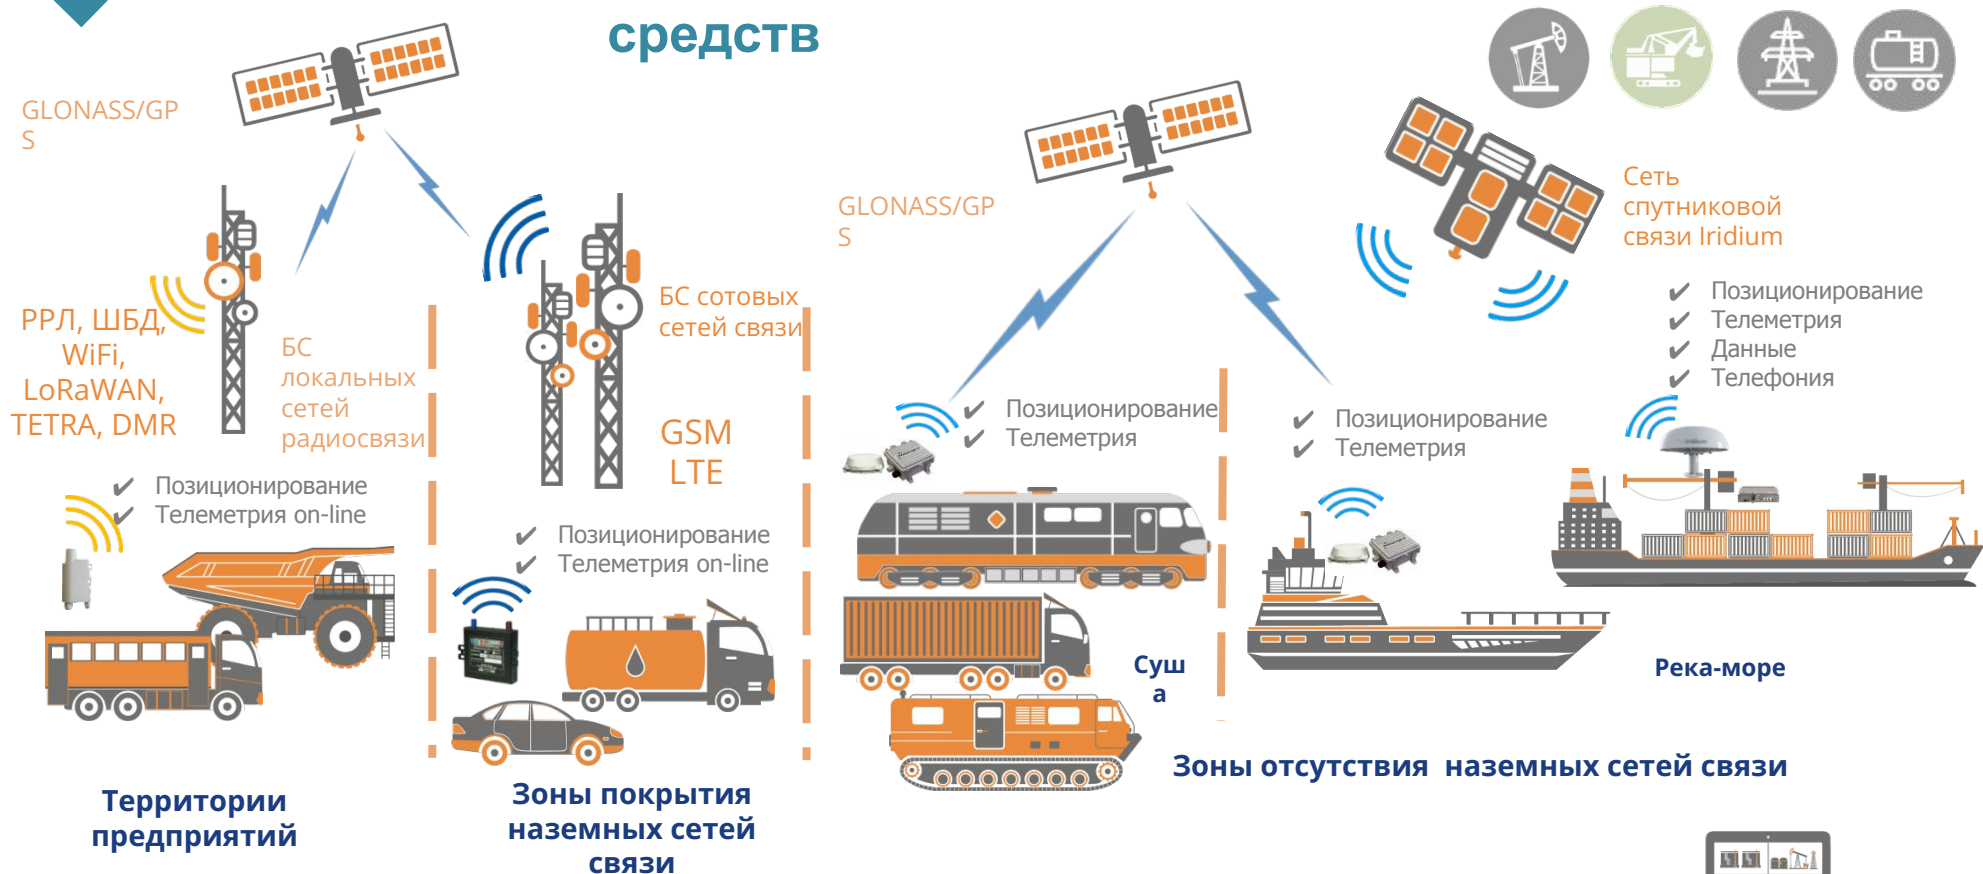 средств
GLONASS/GP
S
РРЛ, ШБД,
WiFi,
LoRaWAN,
TETRA, DMR
БС
локальных
сетей
радиосвязи
✔ Позиционирование
✔ Телеметрия on-line
Территории
предприятий
БС сотовых
сетей связи
GSM
LTE
✔ Позиционирование
✔ Телеметрия on-line
Зоны покрытия
наземных сетей
связи
GLONASS/GP
S
✔ Позиционирование
✔ Телеметрия
Суш
а
✔ Позиционирование
✔ Телеметрия
Сеть
спутниковой
связи Iridium
✔ Позиционирование
✔ Телеметрия
✔ Данные
✔ Телефония
iridium
Река-море
Зоны отсутствия наземных сетей связи